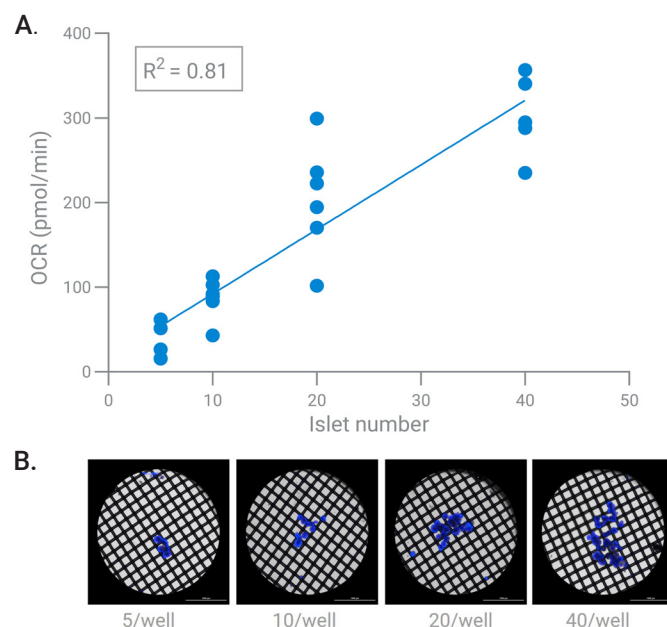 A.
400
R² = 0.81
300
OCR (pmol/min)
200
100
0
0 10 20 30 40 50
Islet number
B.
5/well 10/well 20/well 40/well